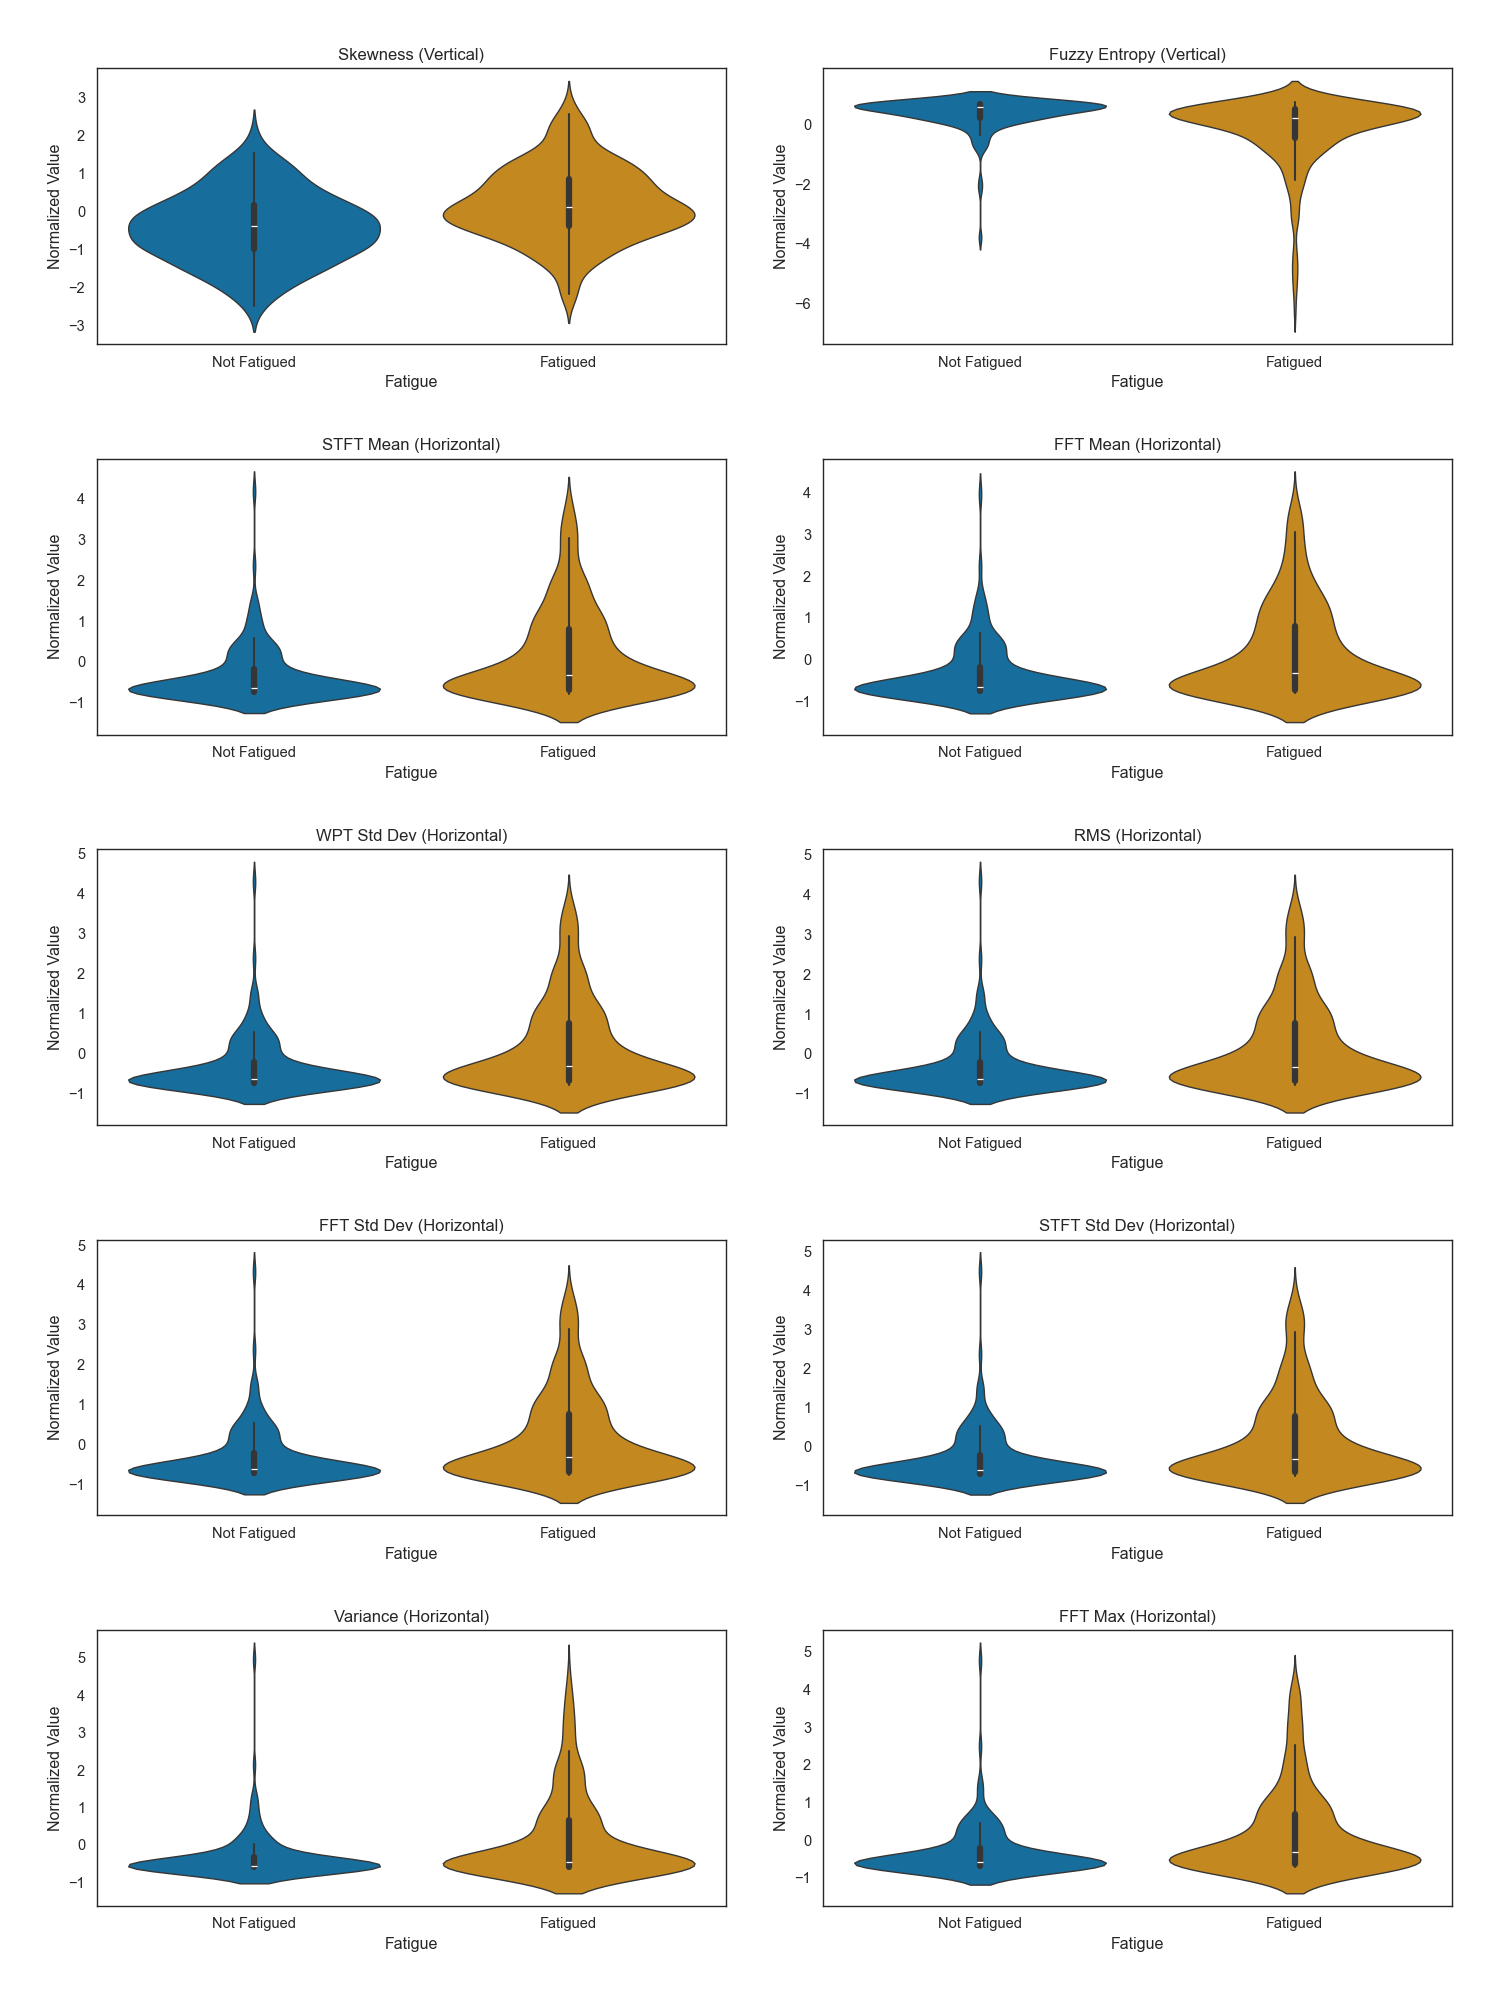 Skewness (Vertical)
Normalized Value
3
2
1
0
−1
−2
−3
Not Fatigued
Fatigued
Fatigue
Fuzzy Entropy (Vertical)
Normalized Value
0
−2
−4
−6
Not Fatigued
Fatigued
Fatigue
STFT Mean (Horizontal)
Normalized Value
4
3
2
1
0
−1
Not Fatigued
Fatigued
Fatigue
FFT Mean (Horizontal)
Normalized Value
4
3
2
1
0
−1
Not Fatigued
Fatigued
Fatigue
WPT Std Dev (Horizontal)
Normalized Value
5
4
3
2
1
0
−1
Not Fatigued
Fatigued
Fatigue
RMS (Horizontal)
Normalized Value
5
4
3
2
1
0
−1
Not Fatigued
Fatigued
Fatigue
FFT Std Dev (Horizontal)
Normalized Value
5
4
3
2
1
0
−1
Not Fatigued
Fatigued
Fatigue
STFT Std Dev (Horizontal)
Normalized Value
5
4
3
2
1
0
−1
Not Fatigued
Fatigued
Fatigue
Variance (Horizontal)
Normalized Value
5
4
3
2
1
0
−1
Not Fatigued
Fatigued
Fatigue
FFT Max (Horizontal)
Normalized Value
5
4
3
2
1
0
−1
Not Fatigued
Fatigued
Fatigue